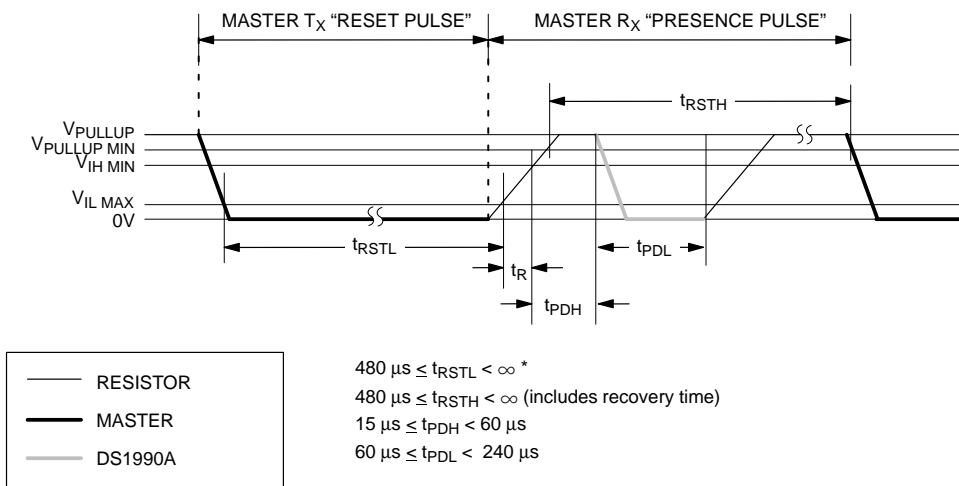 MASTER TX “RESET PULSE” MASTER RX “PRESENCE PULSE”
tRSTH
VPULLUP
VPULLUP MIN
VIH MIN
VIL MAX
0V
tRSTL
tPDL
tR
tPDH
RESISTOR
MASTER
DS1990A
480 μs ≤ tRSTL < ∞ *
480 μs ≤ tRSTH < ∞ (includes recovery time)
15 μs ≤ tPDH < 60 μs
60 μs ≤ tPDL < 240 μs